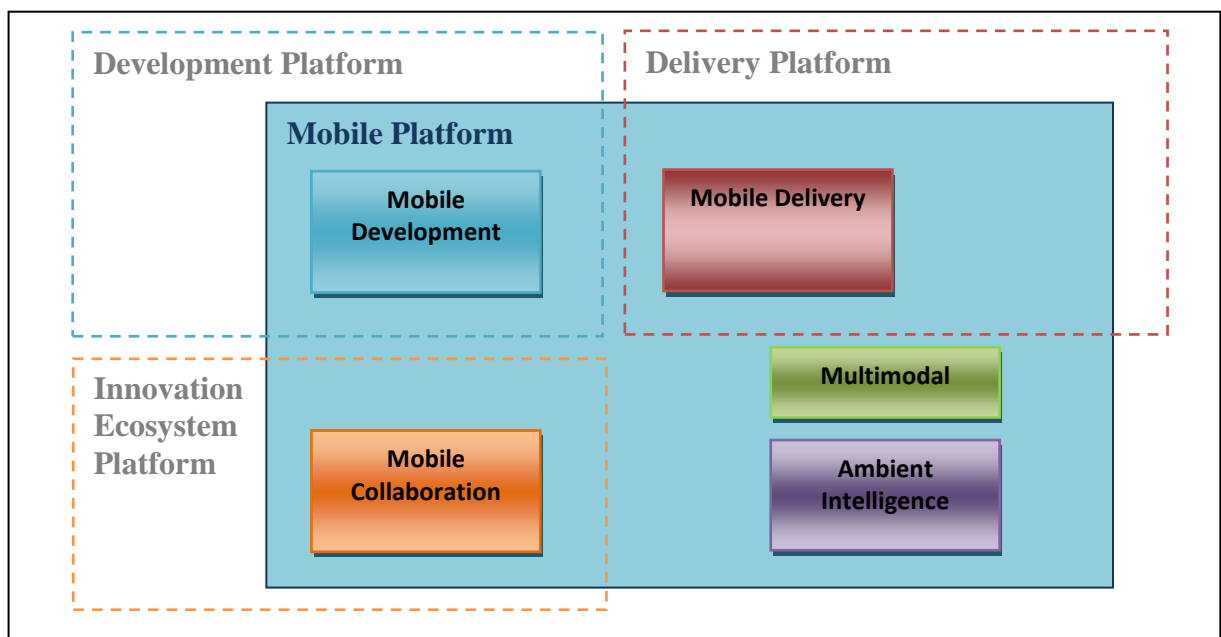 Development Platform
Delivery Platform
Mobile Platform
Mobile
Development
Mobile Delivery
Innovation
Ecosystem
Platform
Multimodal
Mobile
Collaboration
Ambient
Intelligence